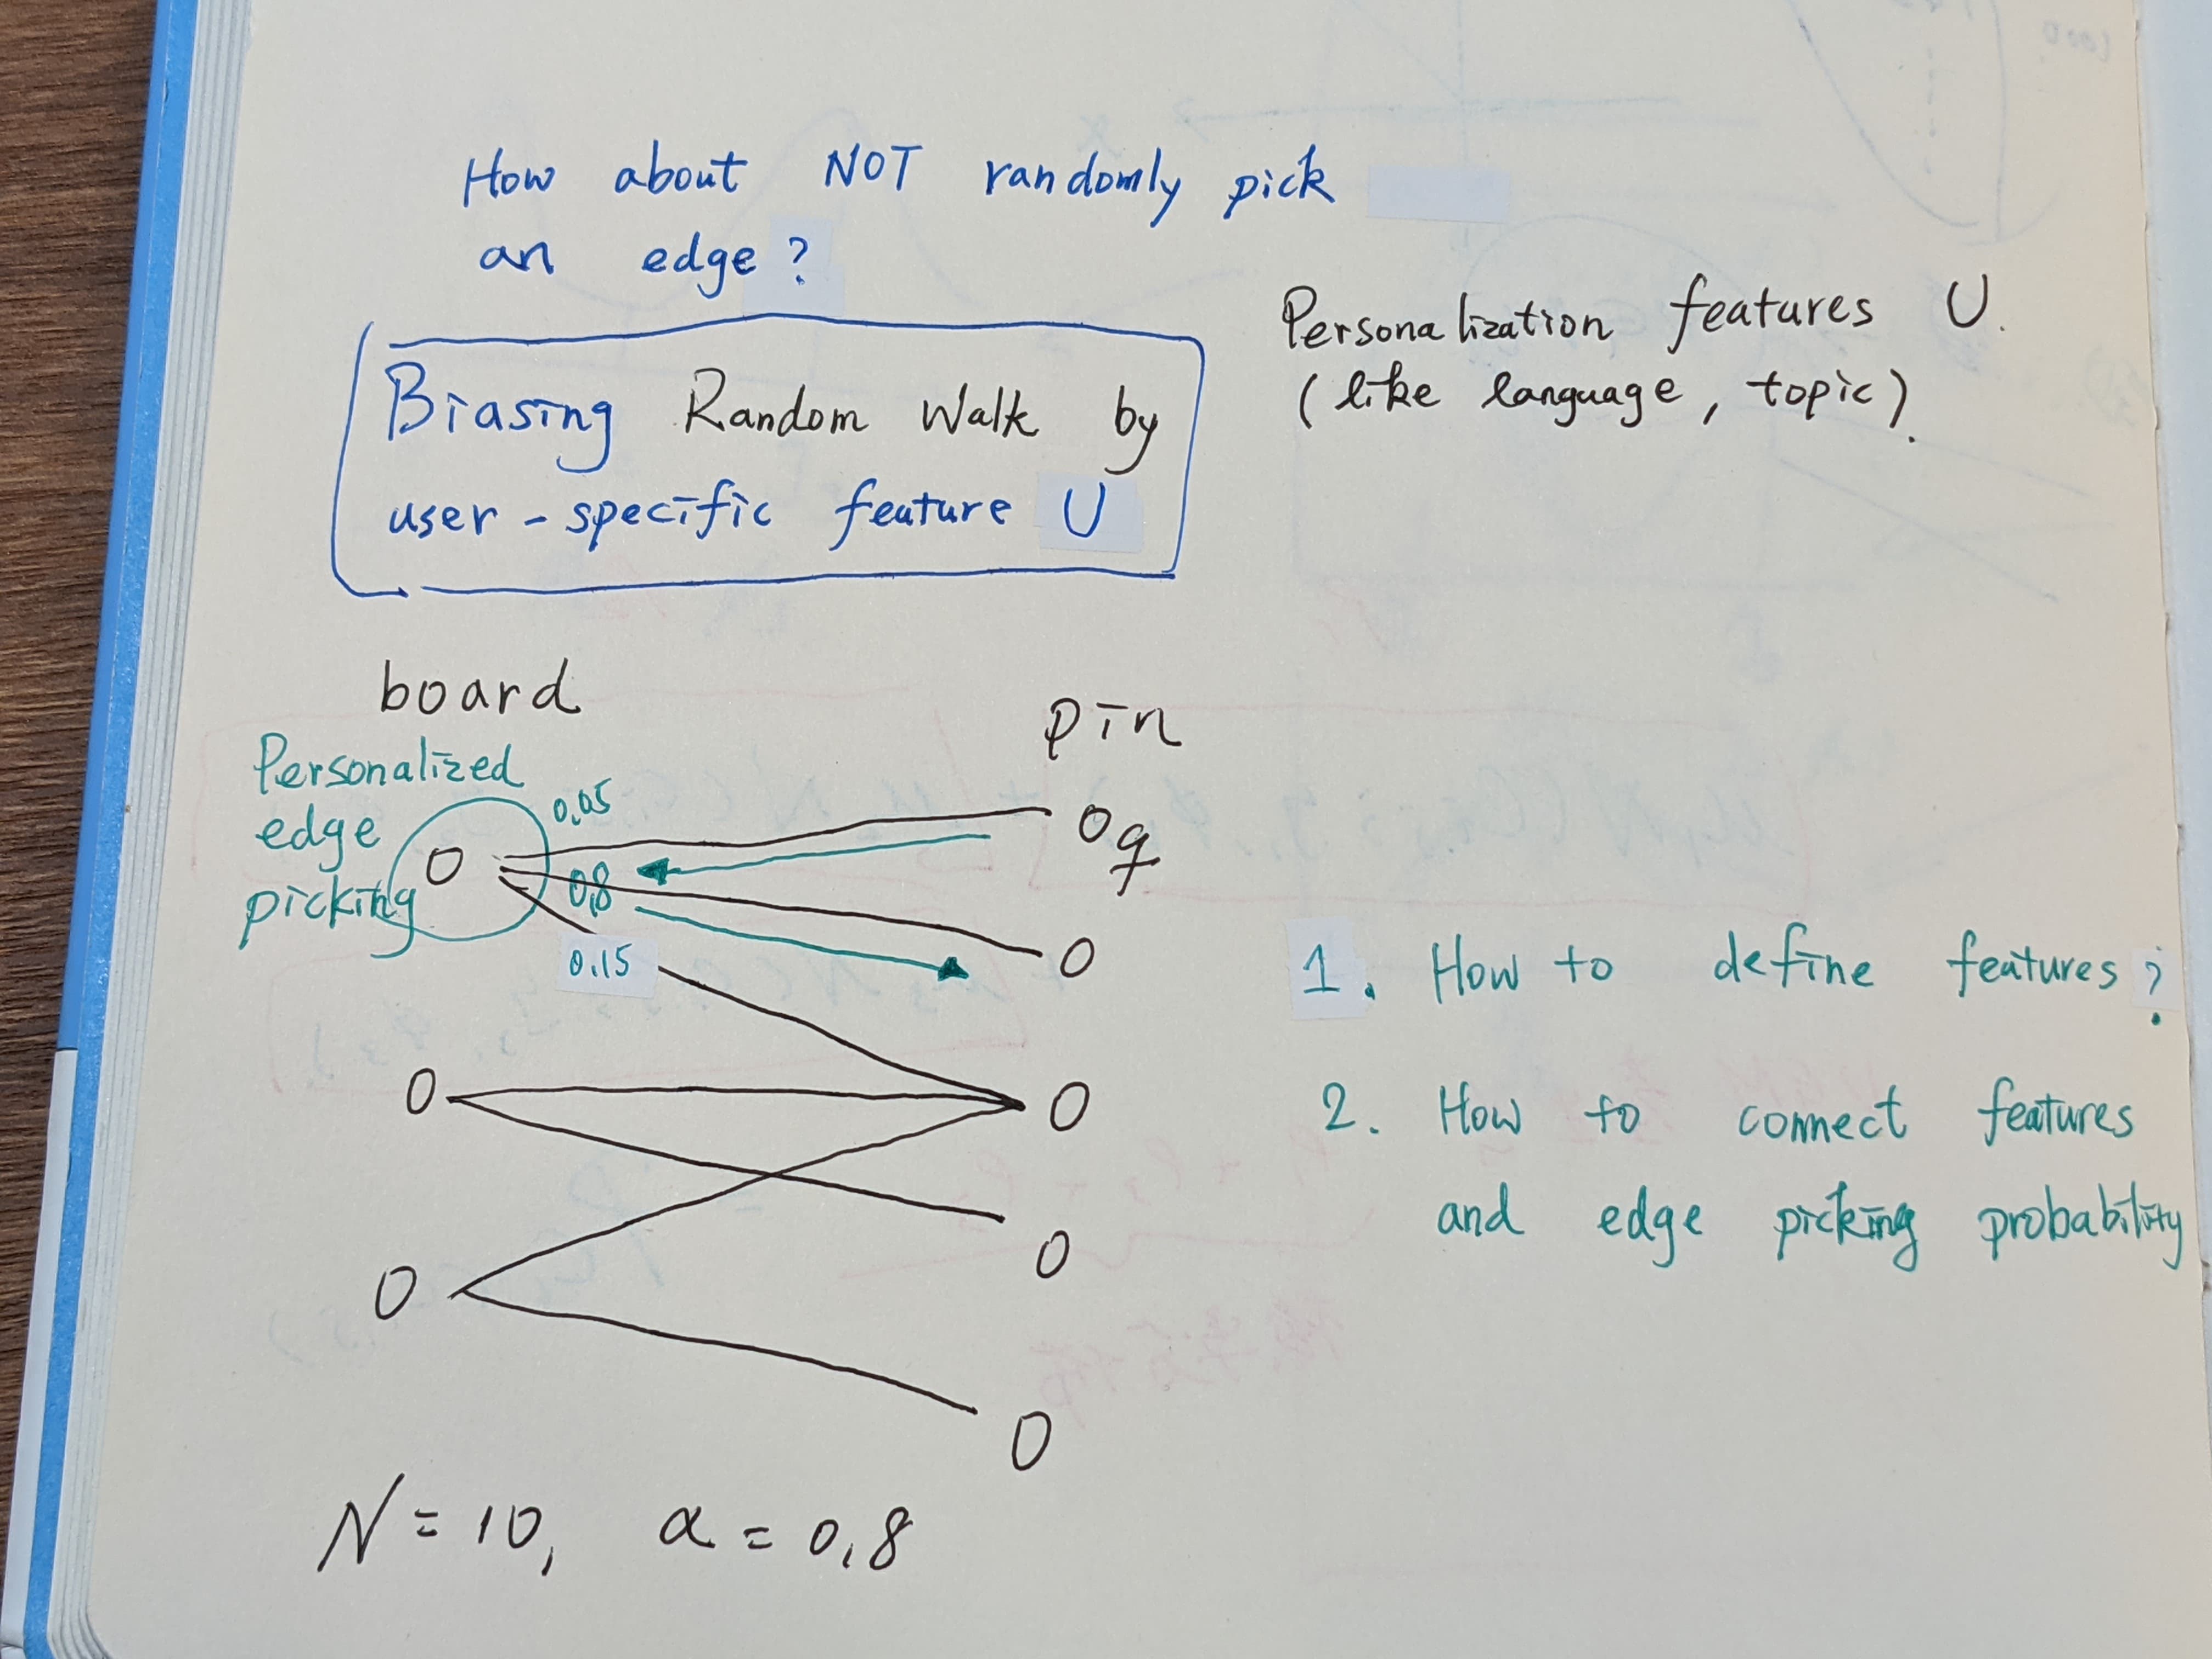 How about NOT randomly pick
an edge?
Biasing Random Walk by
user-specific feature U
Personalization features U.
(like language, topic).
board
pin
Personalized
edge
picking
0.05
0.8
0.15
q
1. How to define features?
2. How to connect features
and edge picking probability
N=10, α=0.8